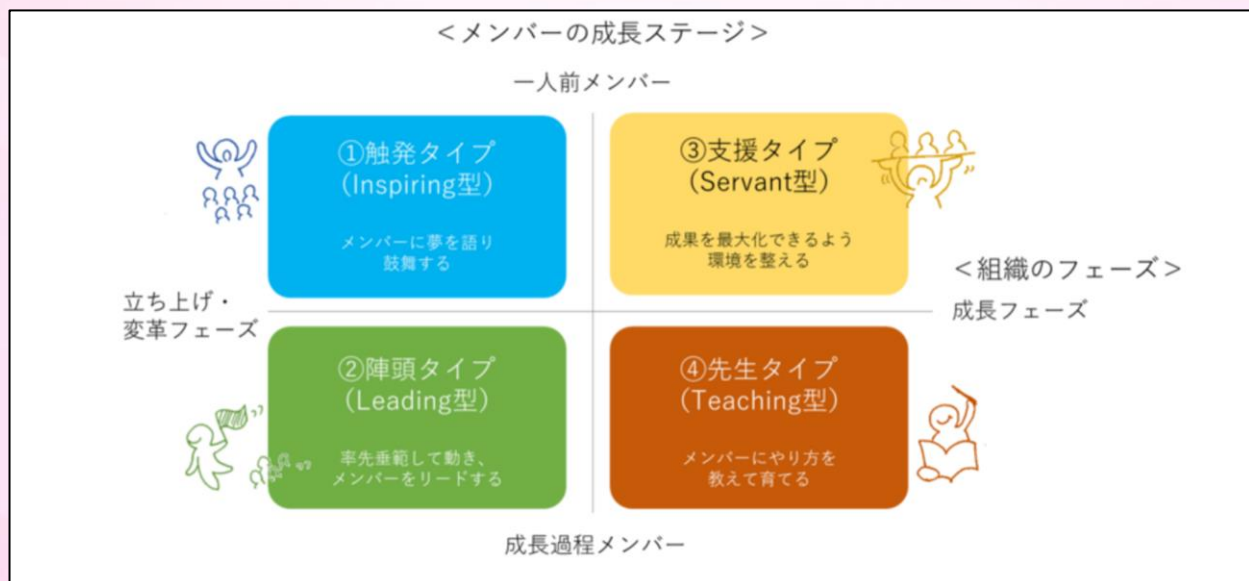 ＜メンバーの成長ステージ＞
一人前メンバー
①触発タイプ
(Inspiring型)
メンバーに夢を語り
鼓舞する
③支援タイプ
(Servant型)
成果を最大化できるよう
環境を整える
＜組織のフェーズ＞
立ち上げ・
変革フェーズ
成長フェーズ
②陣頭タイプ
(Leading型)
率先垂範して動き、
メンバーをリードする
④先生タイプ
(Teaching型)
メンバーにやり方を
教えて育てる
成長過程メンバー